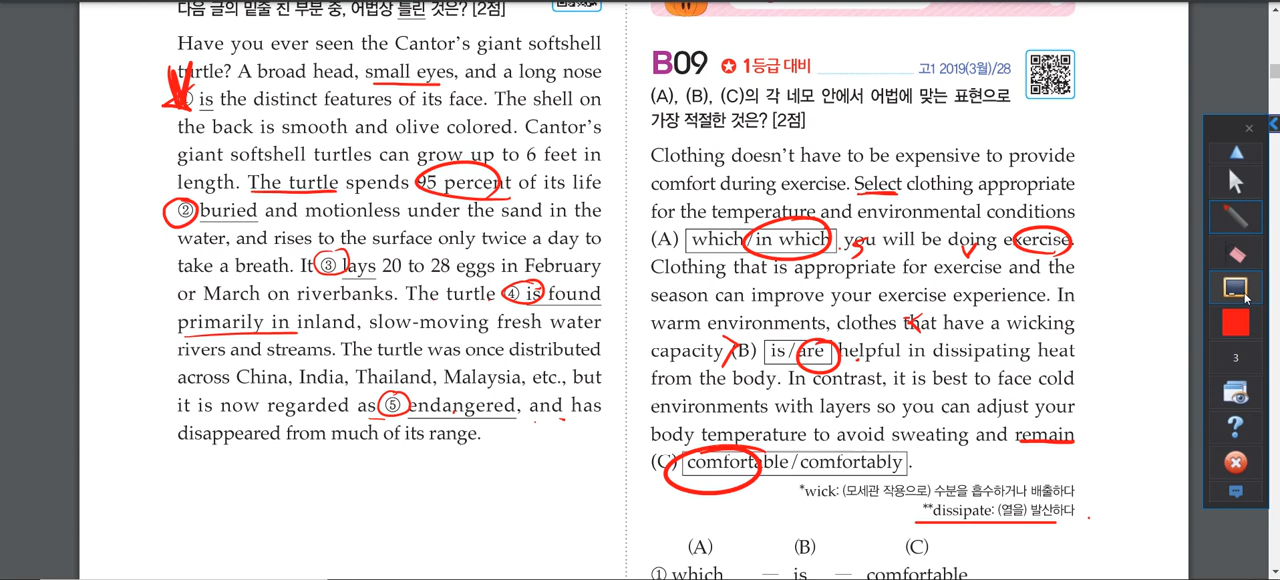 다음 글의 밑줄 친 부분 중, 어법상 틀린 것은? [2점]
Have you ever seen the Cantor's giant softshell
turtle? A broad head, small eyes, and a long nose
① is the distinct features of its face. The shell on
the back is smooth and olive colored. Cantor's
giant softshell turtles can grow up to 6 feet in
length. The turtle spends 95 percent of its life
② buried and motionless under the sand in the
water, and rises to the surface only twice a day to
take a breath. It ③ lays 20 to 28 eggs in February
or March on riverbanks. The turtle ④ is found
primarily in inland, slow-moving fresh water
rivers and streams. The turtle was once distributed
across China, India, Thailand, Malaysia, etc., but
it is now regarded as ⑤ endangered, and has
disappeared from much of its range.
B09 1등급 대비 고1 2019(3월)/28
(A), (B), (C)의 각 네모 안에서 어법에 맞는 표현으로
가장 적절한 것은? [2점]
Clothing doesn't have to be expensive to provide
comfort during exercise. Select clothing appropriate
for the temperature and environmental conditions
(A) which/in which you will be doing exercise.
Clothing that is appropriate for exercise and the
season can improve your exercise experience. In
warm environments, clothes that have a wicking
capacity (B) is/are helpful in dissipating heat
from the body. In contrast, it is best to face cold
environments with layers so you can adjust your
body temperature to avoid sweating and remain
(C) comfortable/comfortably.
*wick: (모세관 작용으로) 수분을 흡수하거나 배출하다
**dissipate: (열을) 발산하다
(A) (B) (C)
① which — is — comfortable
3